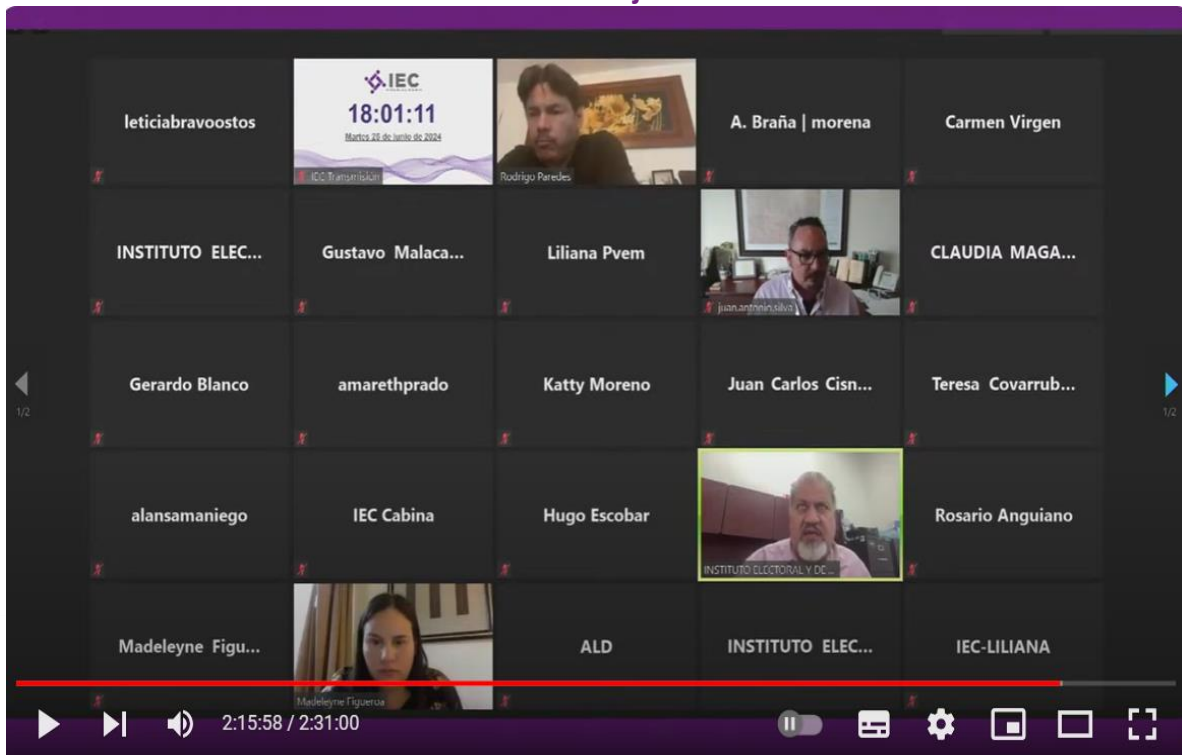 leticiabravoostos
IEC
18:01:11
Martes 25 de Junio de 2024
IEC Transmisión
Rodrigo Paredes
A. Braña | morena
Carmen Virgen
INSTITUTO ELEC...
Gustavo Malaca...
Liliana Pvem
juan.antonio.silva
CLAUDIA MAGA...
Gerardo Blanco
amarethprado
Katty Moreno
Juan Carlos Cisn...
Teresa Covarrub...
1/2
1/2
alansamaniego
IEC Cabina
Hugo Escobar
INSTITUTO ELECTORAL Y DE ...
Rosario Anguiano
Madeleyne Figu...
Madeleyne Figueroa
ALD
INSTITUTO ELEC...
IEC-LILIANA
2:15:58 / 2:31:00